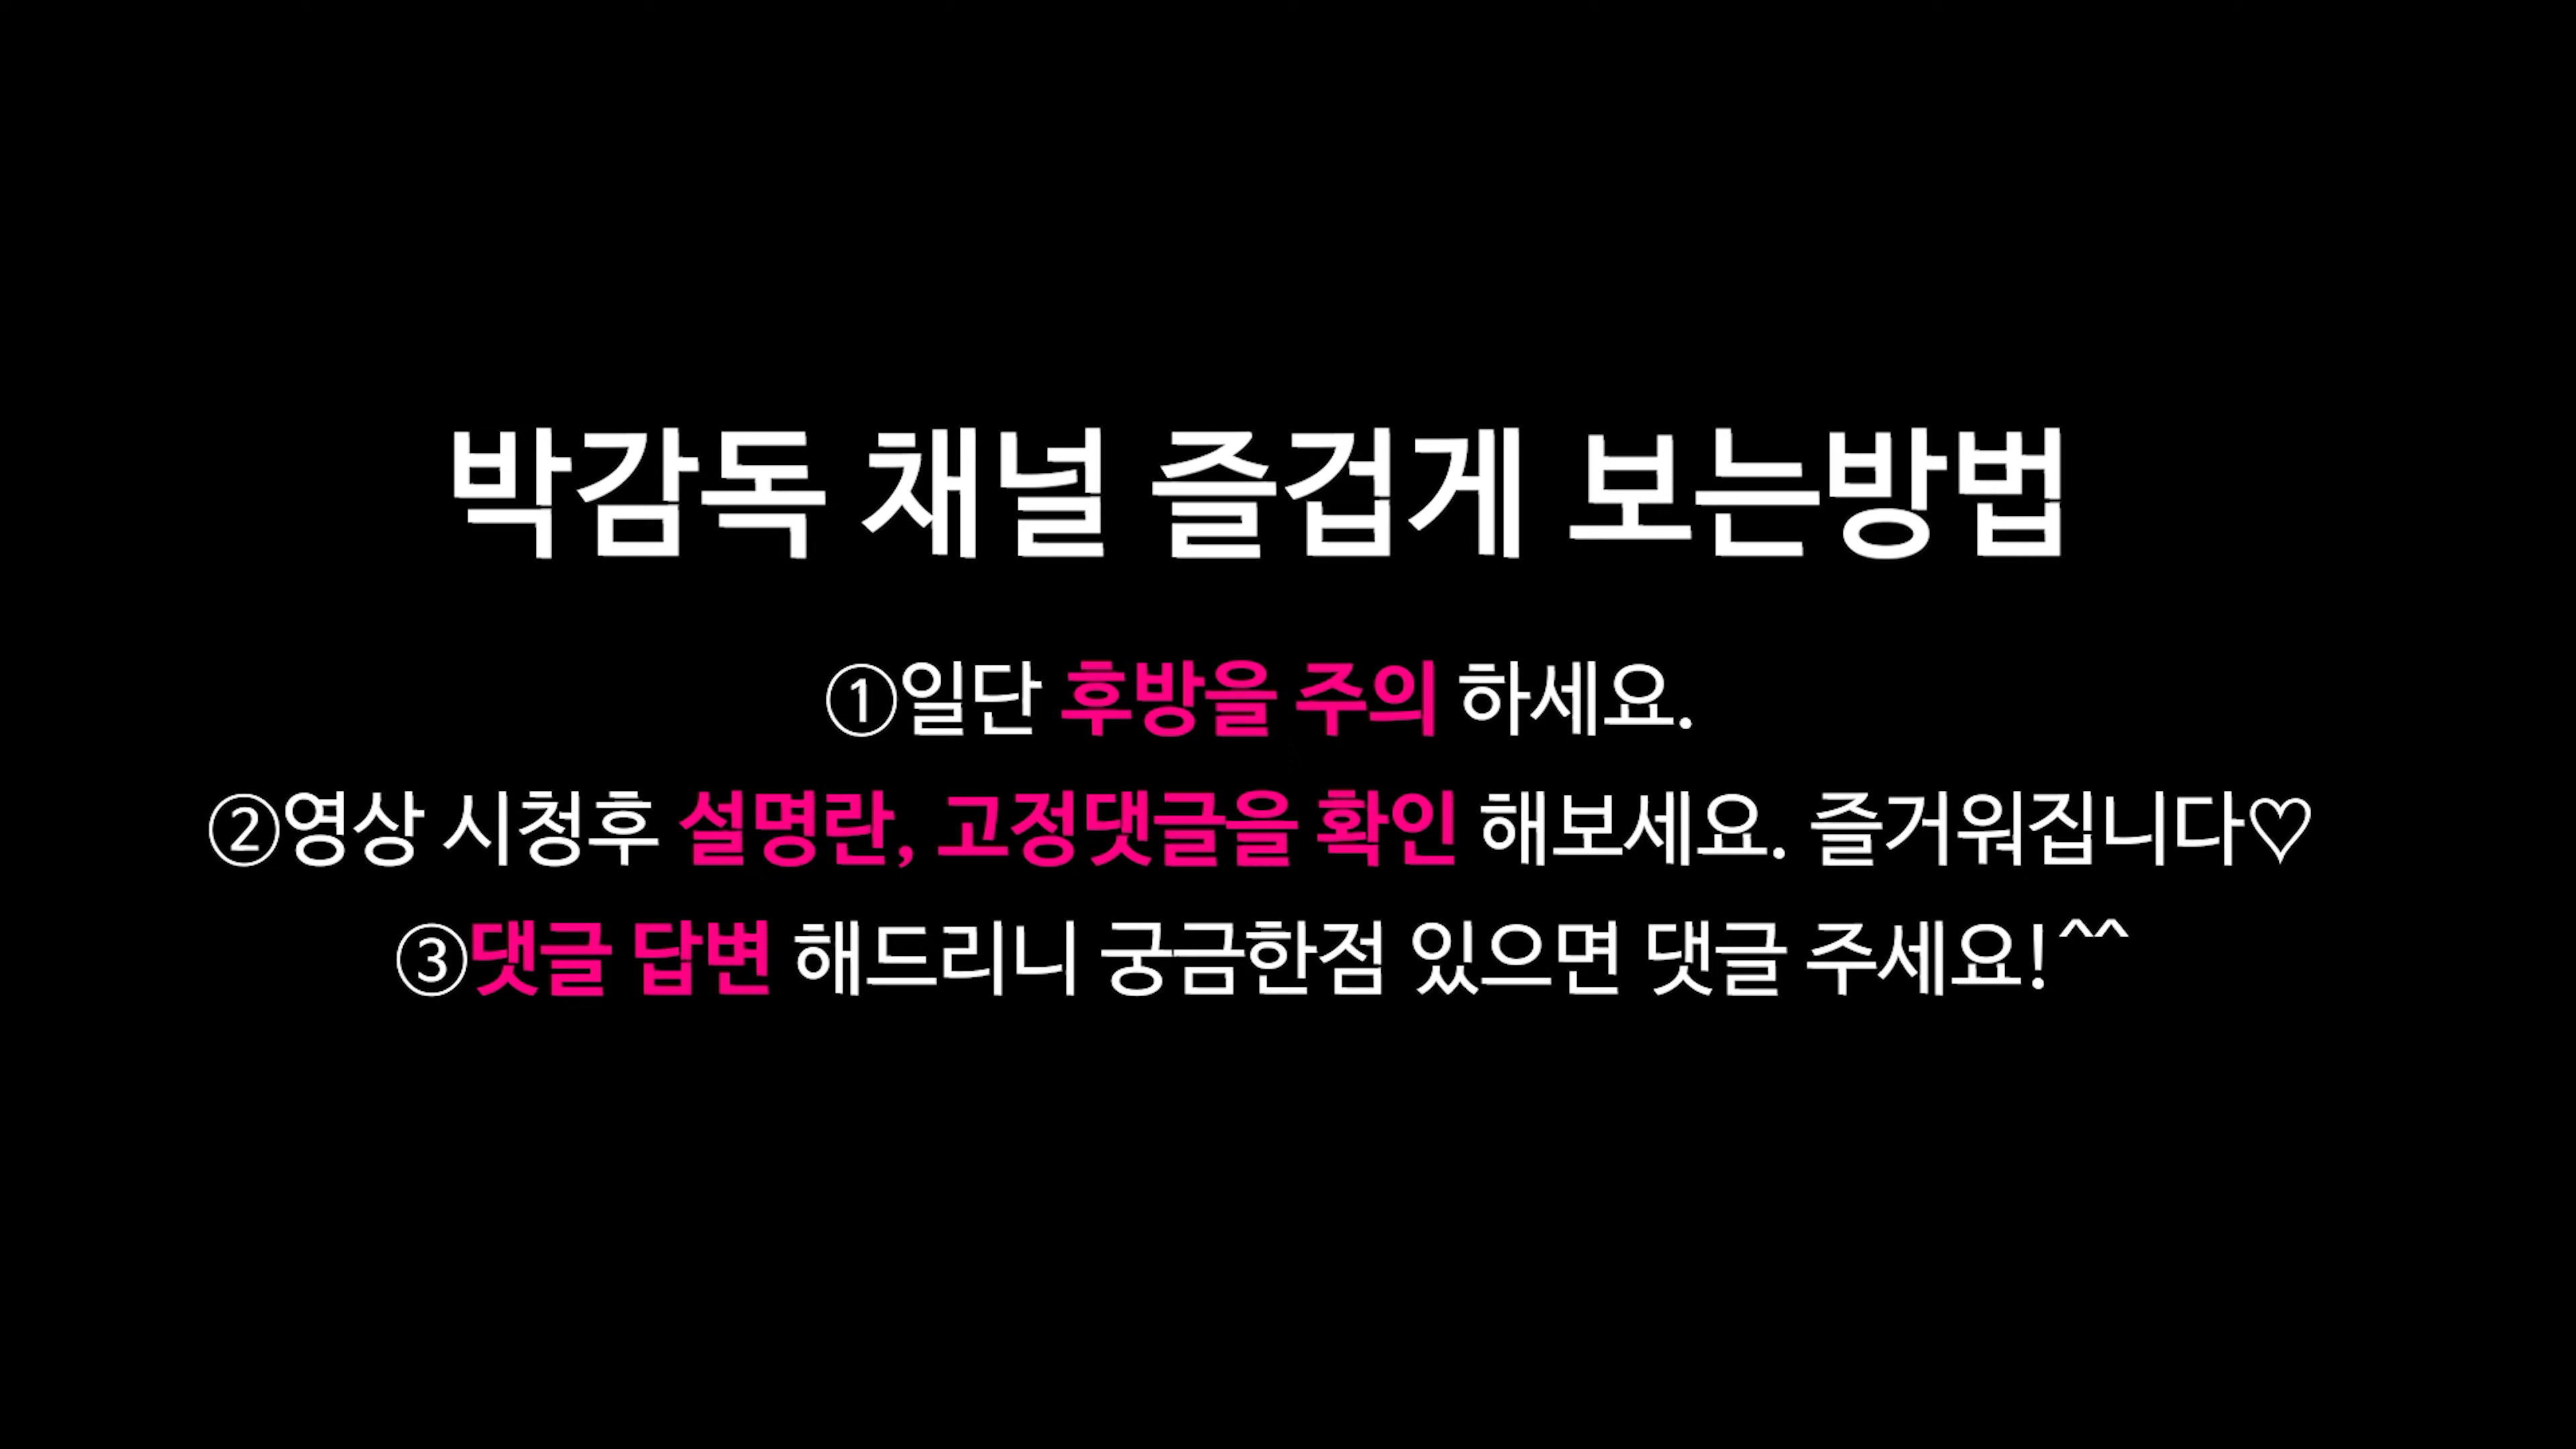 박감독 채널 즐겁게 보는방법
①일단 후방을 주의 하세요.
②영상 시청후 설명란, 고정댓글을 확인 해보세요. 즐거워집니다♡
③댓글 답변 해드리니 궁금한점 있으면 댓글 주세요!^^